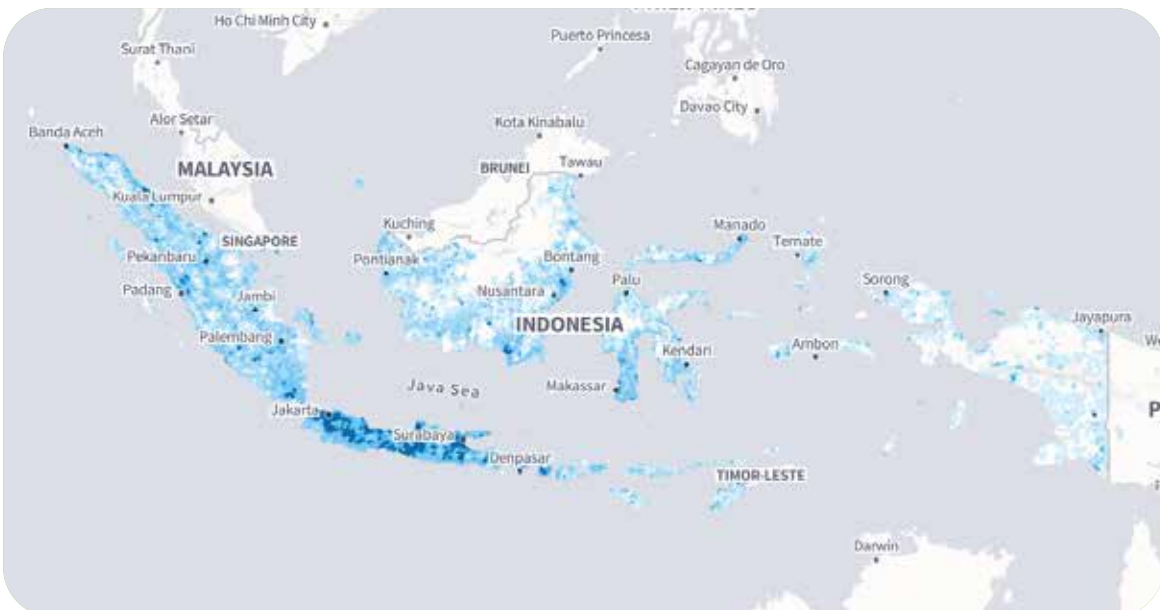 Ho Chi Minh City
Puerto Princesa
Surat Thani
Cagayan de Oro
Davao City
Alor Setar
Kota Kinabalu
Banda Aceh
MALAYSIA
BRUNEI
Tawau
Kuala Lumpur
Kuching
Manado
SINGAPORE
Ternate
Pekanbaru
Pontianak
Bontang
Padang
Jambi
Nusantara
Palu
Sorong
INDONESIA
Jayapura
Palembang
Kendari
Ambon
Java Sea
Makassar
Jakarta
Surabaya
Denpasar
TIMOR-LESTE
Darwin